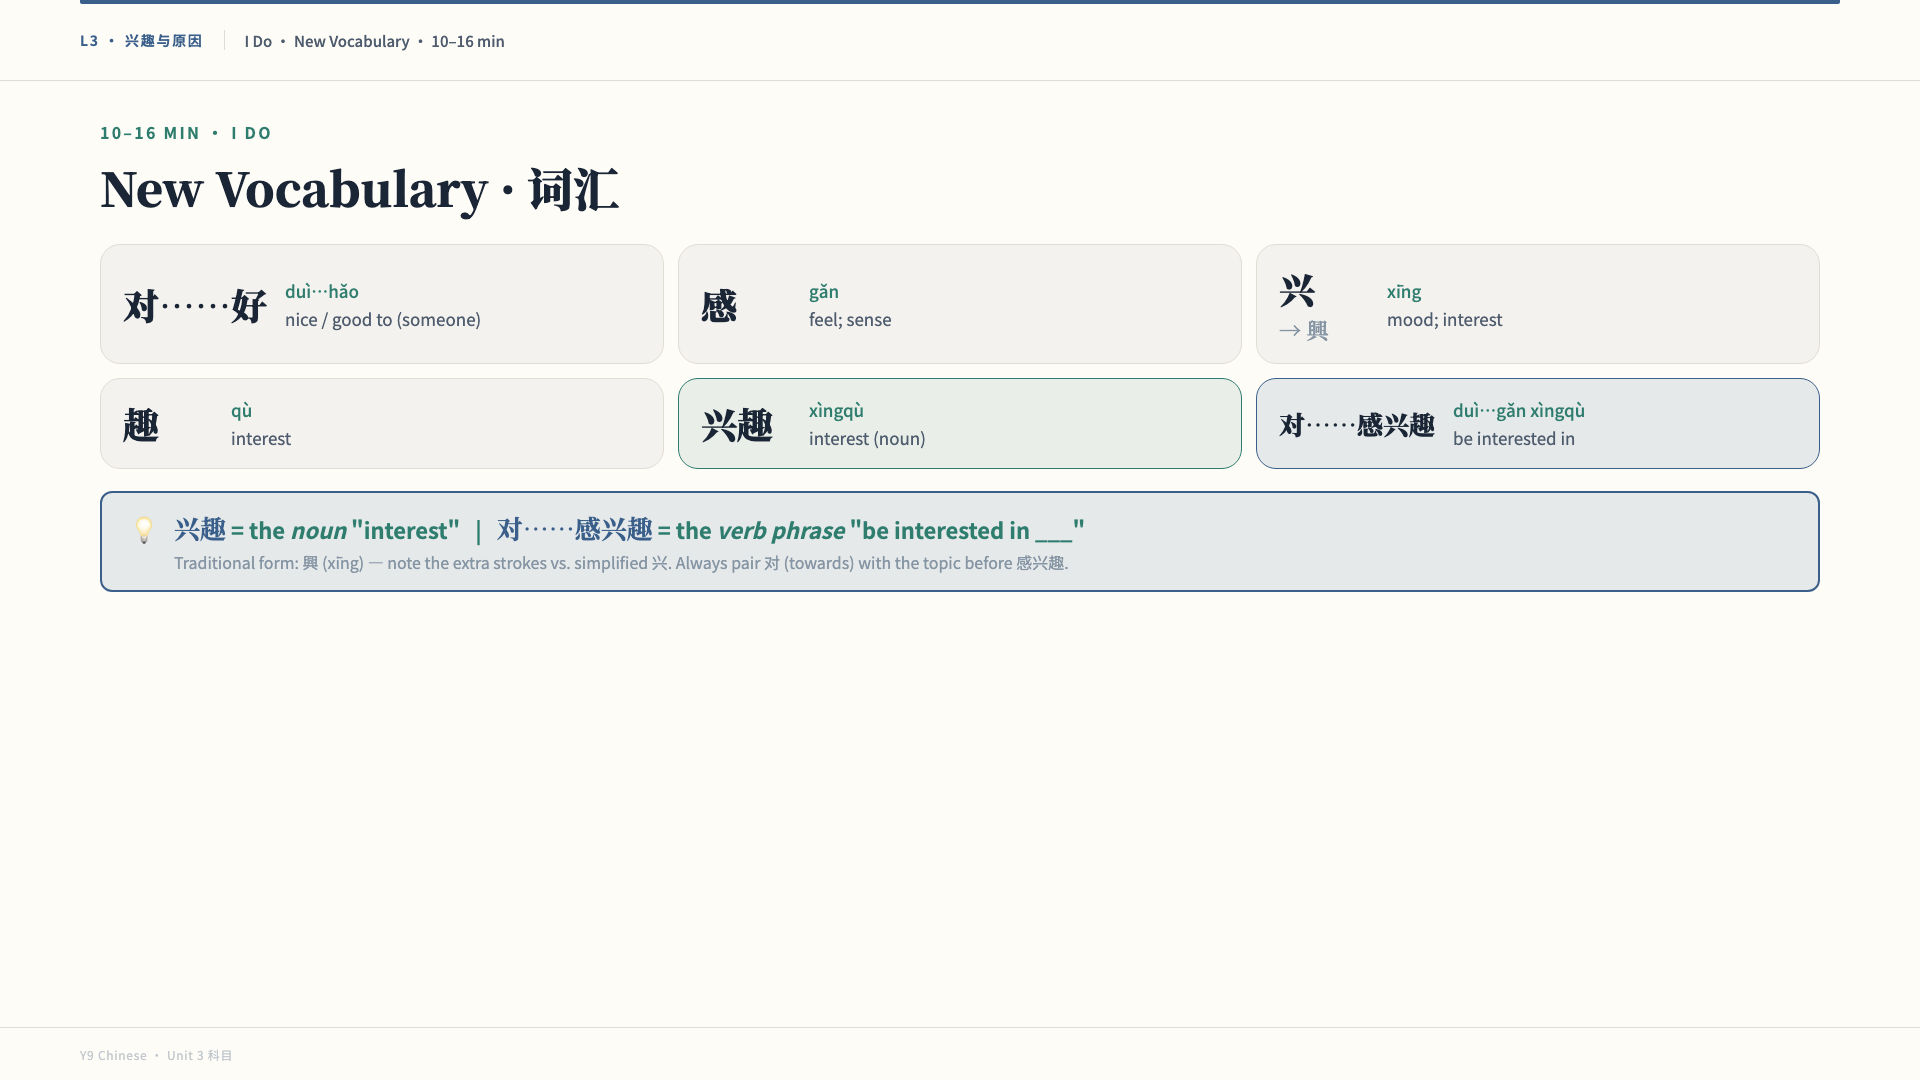 L3 · 兴趣与原因
I Do · New Vocabulary · 10–16 min
10–16 MIN · I DO
New Vocabulary · 词汇
对……好
duì…hǎo
nice / good to (someone)
感
gǎn
feel; sense
兴
→ 興
xīng
mood; interest
趣
qù
interest
兴趣
xìngqù
interest (noun)
对……感兴趣
duì…gǎn xìngqù
be interested in
💡 兴趣 = the noun "interest" | 对……感兴趣 = the verb phrase "be interested in ___"
Traditional form: 興 (xīng) — note the extra strokes vs. simplified 兴. Always pair 对 (towards) with the topic before 感兴趣.
Y9 Chinese · Unit 3 科目